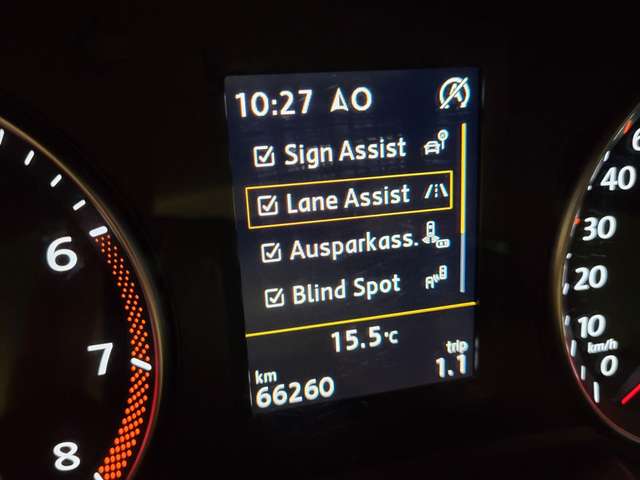 10:27 O
Sign Assist
Lane Assist
Ausparkass.
Blind Spot
15.5°C
km
66260
trip
1.1
6
7
8
40
30
20
10
km/h
0